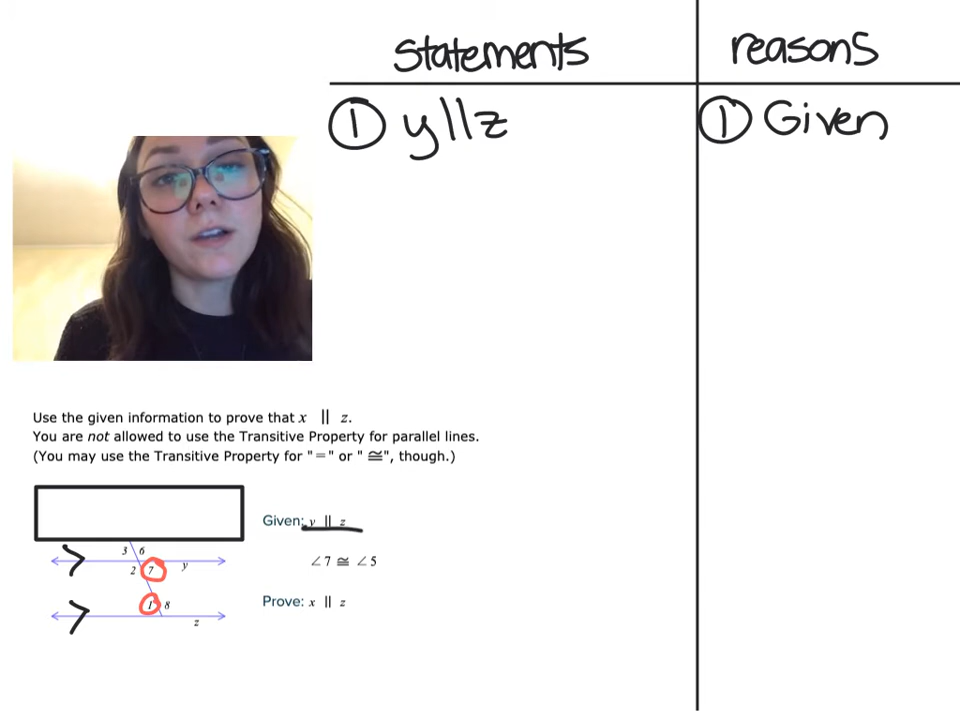 statements reasons
① y||z ① Given
Use the given information to prove that x || z.
You are not allowed to use the Transitive Property for parallel lines.
(You may use the Transitive Property for "=" or "≅", though.)
Given: y || z
∠7 ≅ ∠5
Prove: x || z
3 6
2 7 y
1 8
z